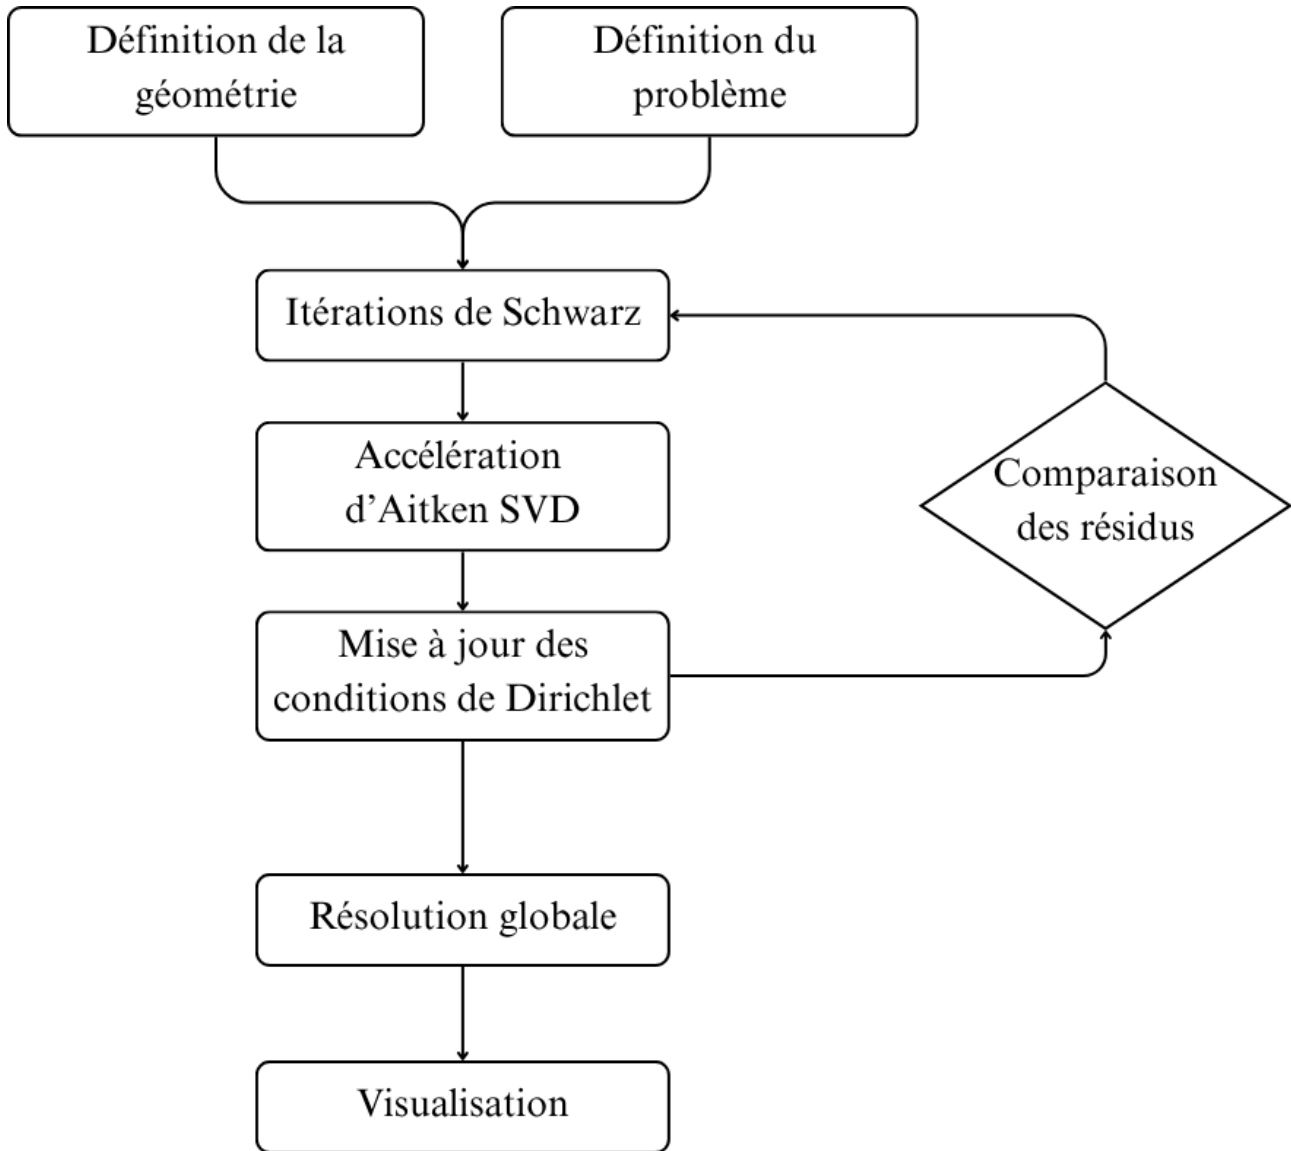 Définition de la
géométrie
Définition du
problème
Itérations de Schwarz
Accélération
d’Aitken SVD
Comparaison
des résidus
Mise à jour des
conditions de Dirichlet
Résolution globale
Visualisation